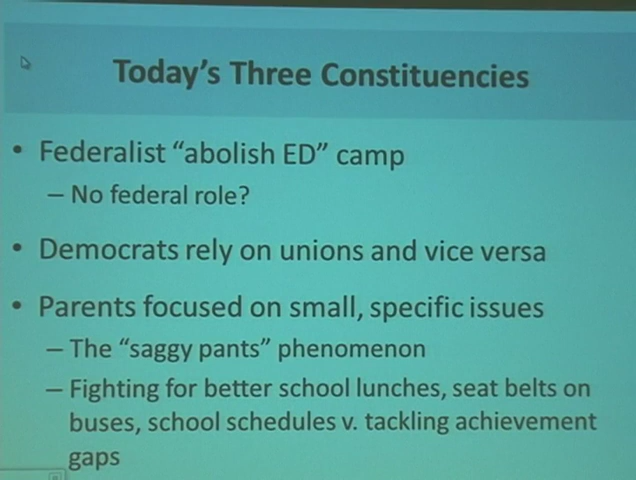 Today's Three Constituencies
• Federalist “abolish ED” camp
– No federal role?
• Democrats rely on unions and vice versa
• Parents focused on small, specific issues
– The “saggy pants” phenomenon
– Fighting for better school lunches, seat belts on
buses, school schedules v. tackling achievement
gaps